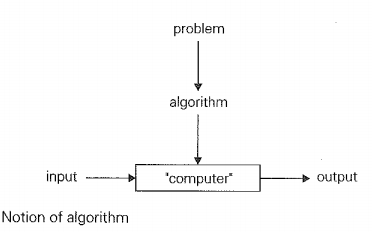 problem
algorithm
input "computer" output
Notion of algorithm